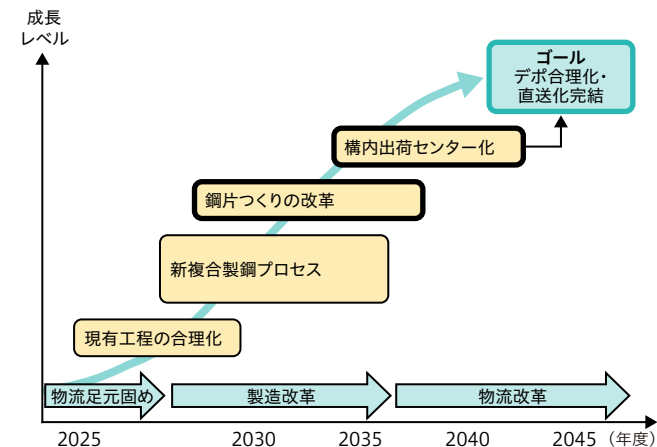 成長
レベル
ゴール
デポ合理化・
直送化完結
構内出荷センター化
鋼片つくりの改革
新複合製鋼プロセス
現有工程の合理化
物流足元固め
製造改革
物流改革
2025
2030
2035
2040
2045
（年度）